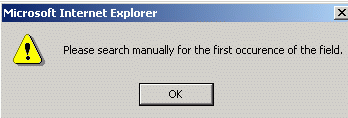 Microsoft Internet Explorer
Please search manually for the first occurence of the field.
OK